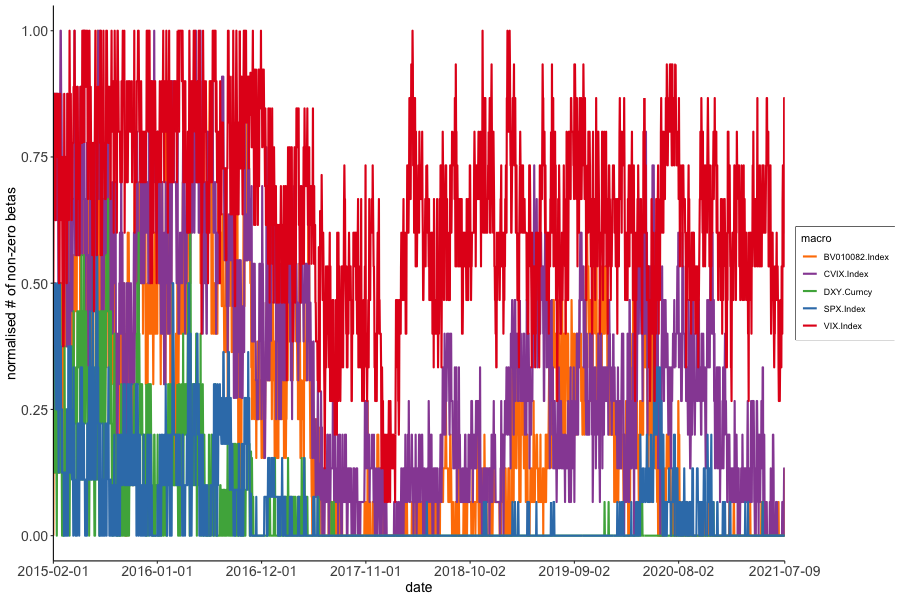 normalised # of non-zero betas
1.00
0.75
0.50
0.25
0.00
2015-02-01 2016-01-01 2016-12-01 2017-11-01 2018-10-02 2019-09-02 2020-08-02 2021-07-09
date
macro
BV010082.Index
CVIX.Index
DXY.Curncy
SPX.Index
VIX.Index